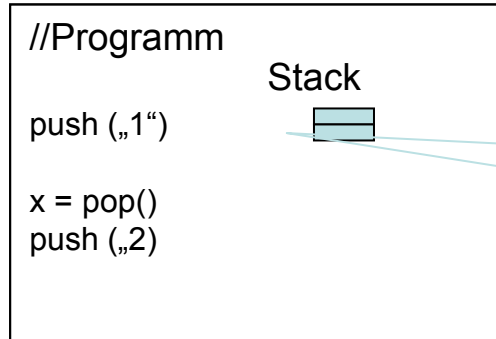 //Programm
Stack
push („1“)
x = pop()
push („2)